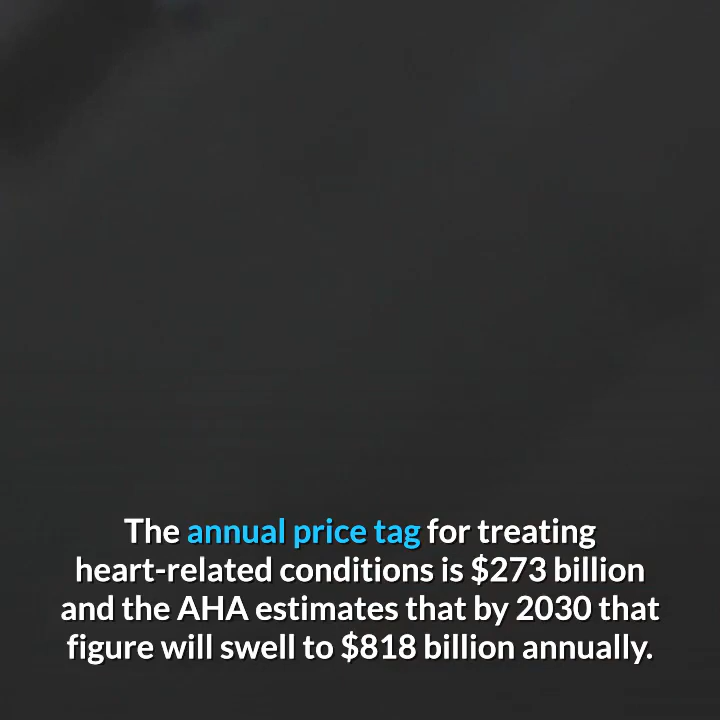 The annual price tag for treating
heart-related conditions is $273 billion
and the AHA estimates that by 2030 that
figure will swell to $818 billion annually.